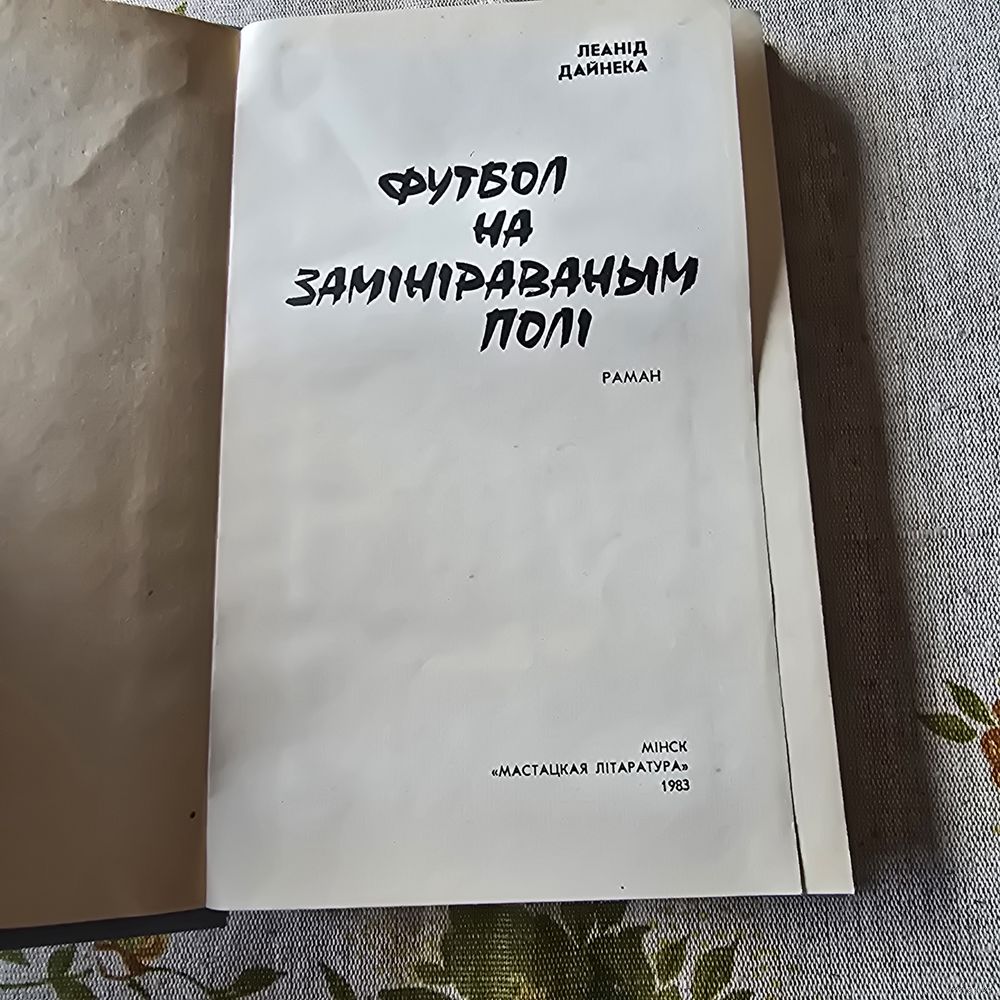 ЛЕАНІД
ДАЙНЕКА
ФУТБОЛ
НА
ЗАМІНІРАВАНЫМ
ПОЛІ
РАМАН
МІНСК
«МАСТАЦКАЯ ЛІТАРАТУРА»
1983